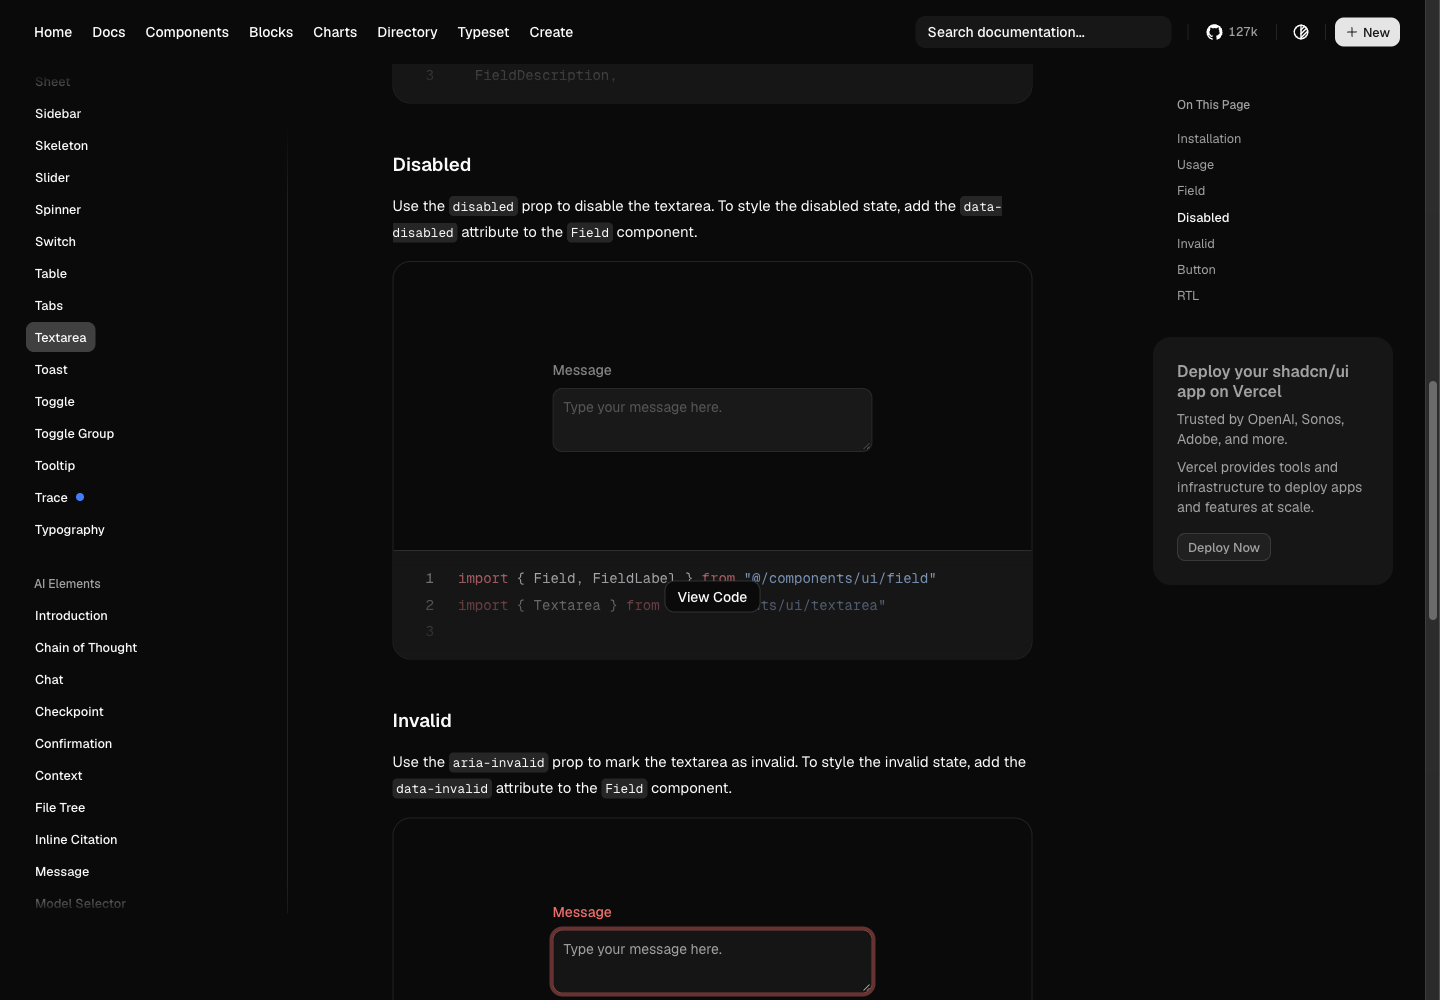 Home Docs Components Blocks Charts Directory Typeset Create
Search documentation...
127k
New
Sheet
Sidebar
Skeleton
Slider
Spinner
Switch
Table
Tabs
Textarea
Toast
Toggle
Toggle Group
Tooltip
Trace
Typography
AI Elements
Introduction
Chain of Thought
Chat
Checkpoint
Confirmation
Context
File Tree
Inline Citation
Message
Model Selector
3 FieldDescription,
Disabled
Use the disabled prop to disable the textarea. To style the disabled state, add the data-
disabled attribute to the Field component.
Message
Type your message here.
1 import { Field, FieldLabel } from "@/components/ui/field"
2 import { Textarea } from nts/ui/textarea"
View Code
3
Invalid
Use the aria-invalid prop to mark the textarea as invalid. To style the invalid state, add the
data-invalid attribute to the Field component.
Message
Type your message here.
On This Page
Installation
Usage
Field
Disabled
Invalid
Button
RTL
Deploy your shadcn/ui
app on Vercel
Trusted by OpenAI, Sonos,
Adobe, and more.
Vercel provides tools and
infrastructure to deploy apps
and features at scale.
Deploy Now